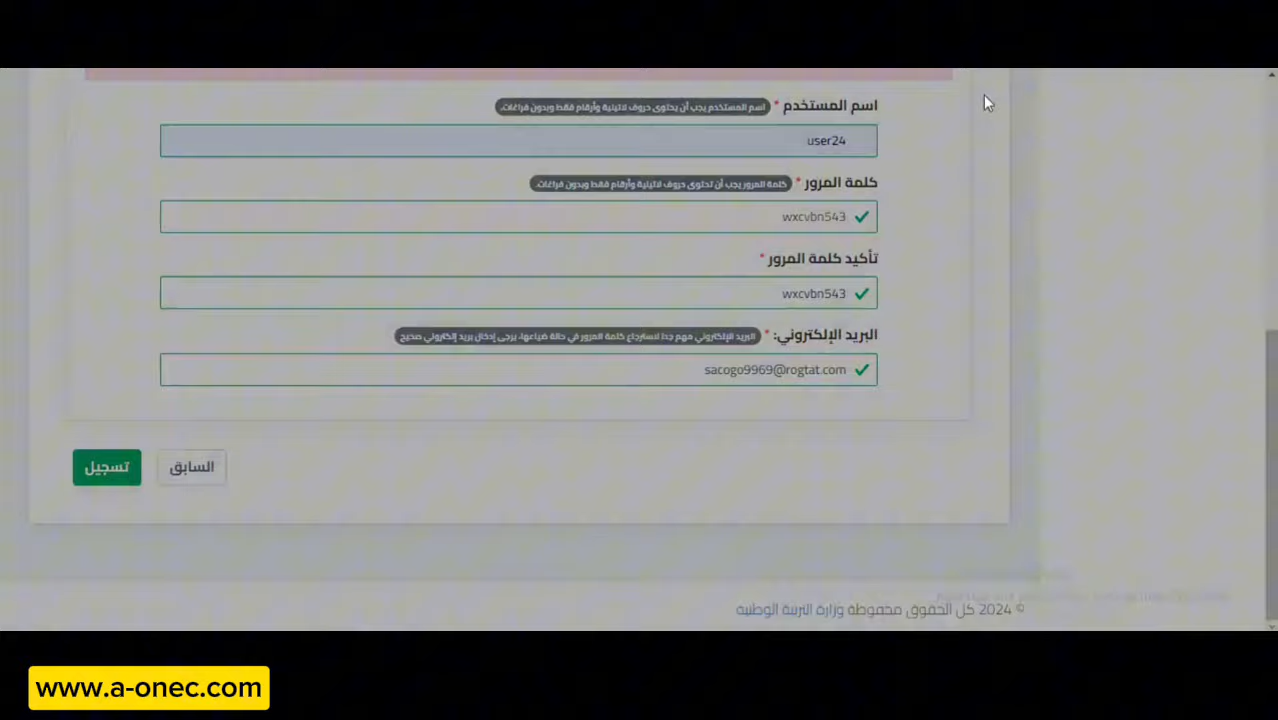 اسم المستخدم * اسم المستخدم يجب أن يحتوى حروف لاتينية وأرقام فقط وبدون فراغات.
user24
كلمة المرور * كلمة المرور يجب أن تحتوى حروف لاتينية وأرقام فقط وبدون فراغات.
wxcvbn543
تأكيد كلمة المرور *
wxcvbn543
البريد الإلكتروني: * البريد الإلكتروني مهم جدا لاسترجاع كلمة المرور في حالة ضياعها، يرجى إدخال بريد إلكتروني صحيح
sacogo9969@rogtat.com
السابق تسجيل
© 2024 كل الحقوق محفوظة وزارة التربية الوطنية
www.a-onec.com